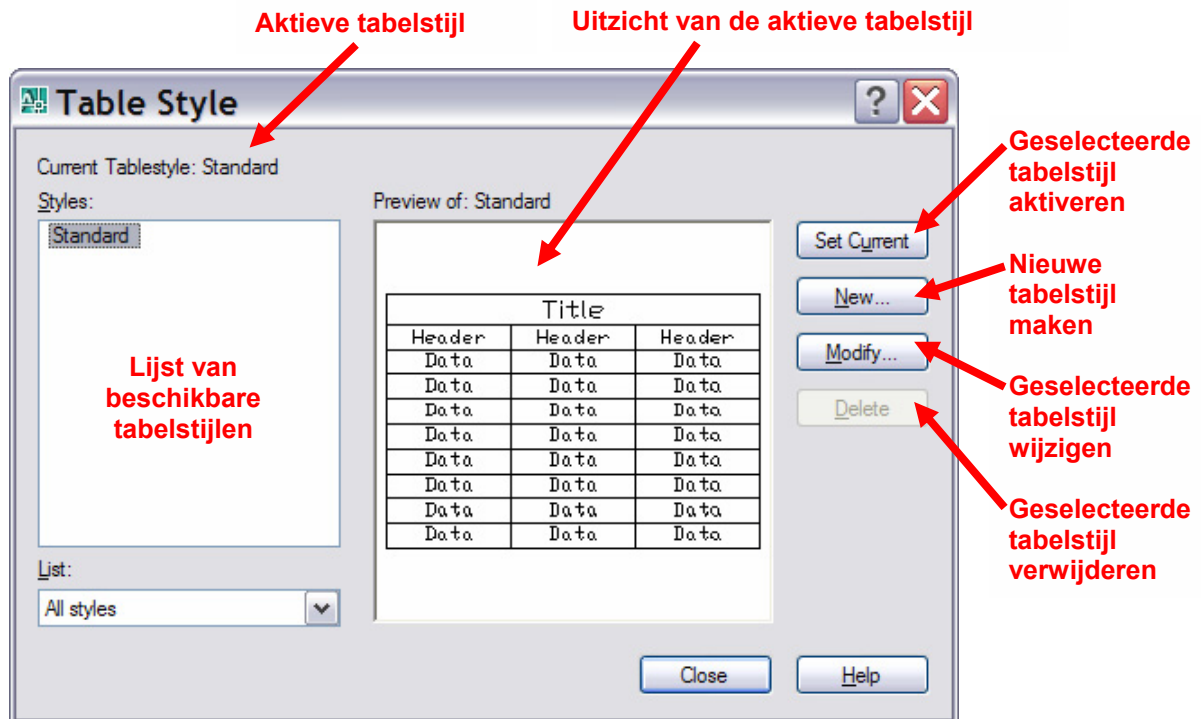 Aktieve tabelstijl
Uitzicht van de aktieve tabelstijl
Table Style
?
Current Tablestyle: Standard
Styles:
Standard
Lijst van
beschikbare
tabelstijlen
List:
All styles
Preview of: Standard
Title
Header Header Header
Data Data Data
Data Data Data
Data Data Data
Data Data Data
Data Data Data
Data Data Data
Data Data Data
Data Data Data
Set Current
New...
Modify...
Delete
Close
Help
Geselecteerde
tabelstijl
aktiveren
Nieuwe
tabelstijl
maken
Geselecteerde
tabelstijl
wijzigen
Geselecteerde
tabelstijl
verwijderen